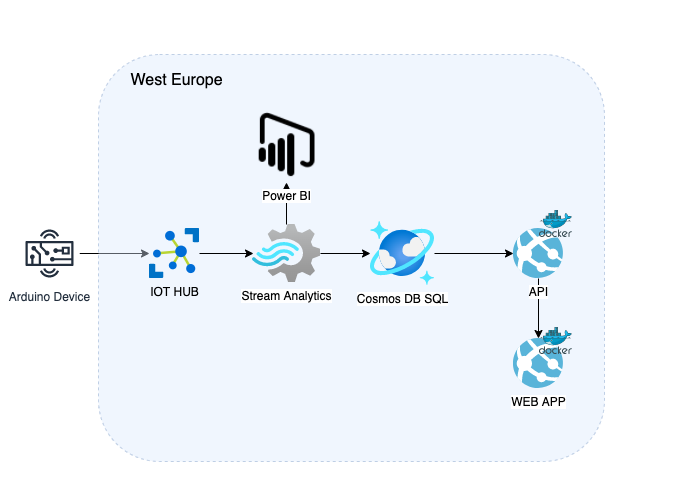 West Europe
Power BI
docker
Arduino Device
IOT HUB
Stream Analytics
Cosmos DB SQL
API
docker
WEB APP